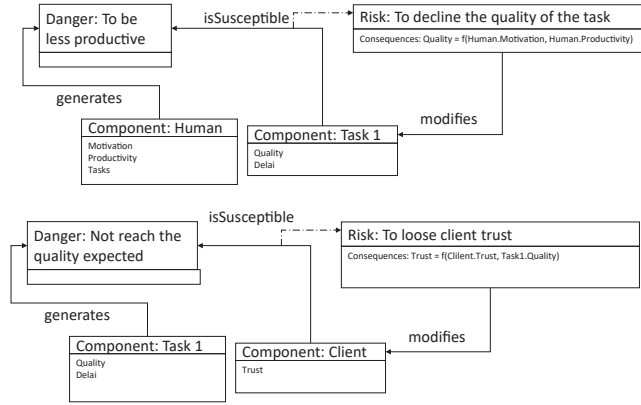 Danger: To be
less productive
isSusceptible
Risk: To decline the quality of the task
Consequences: Quality = f(Human.Motivation, Human.Productivity)
generates
modifies
Component: Human
Motivation
Productivity
Tasks
Component: Task 1
Quality
Delai
isSusceptible
Danger: Not reach the
quality expected
Risk: To loose client trust
Consequences: Trust = f(Clilent.Trust, Task1.Quality)
generates
modifies
Component: Task 1
Quality
Delai
Component: Client
Trust